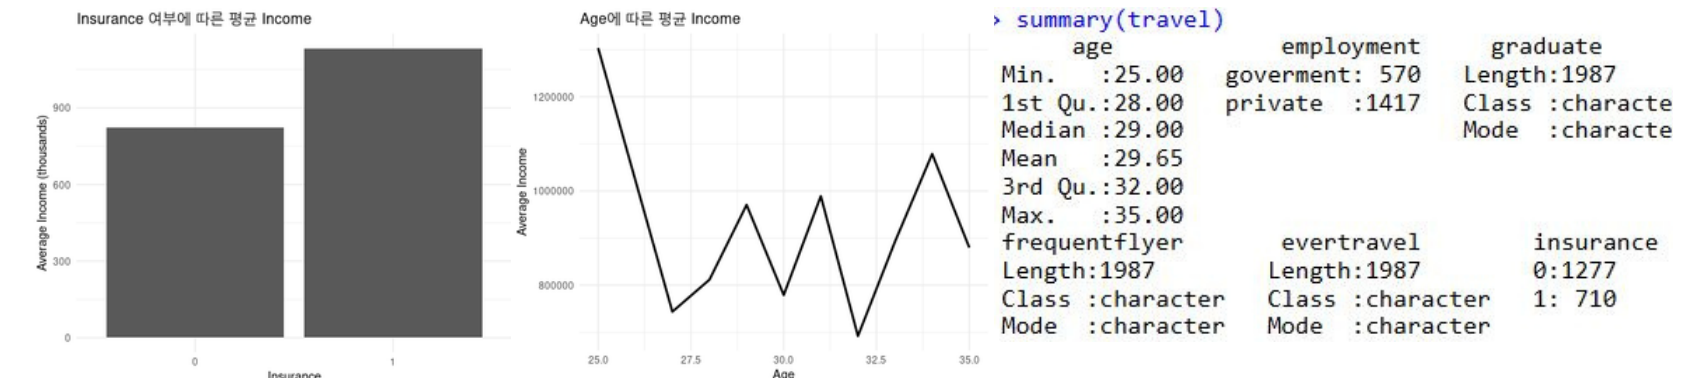 Insurance 여부에 따른 평균 Income
900
600
300
0
Average Income (thousands)
0 1
Insurance
Age에 따른 평균 Income
1200000
1000000
800000
Average Income
25.0 27.5 30.0 32.5 35.0
Age
> summary(travel)
age employment graduate
Min. :25.00 goverment: 570 Length:1987
1st Qu.:28.00 private :1417 Class :characte
Median :29.00 Mode :characte
Mean :29.65
3rd Qu.:32.00
Max. :35.00
frequentflyer evertravel insurance
Length:1987 Length:1987 0:1277
Class :character Class :character 1: 710
Mode :character Mode :character